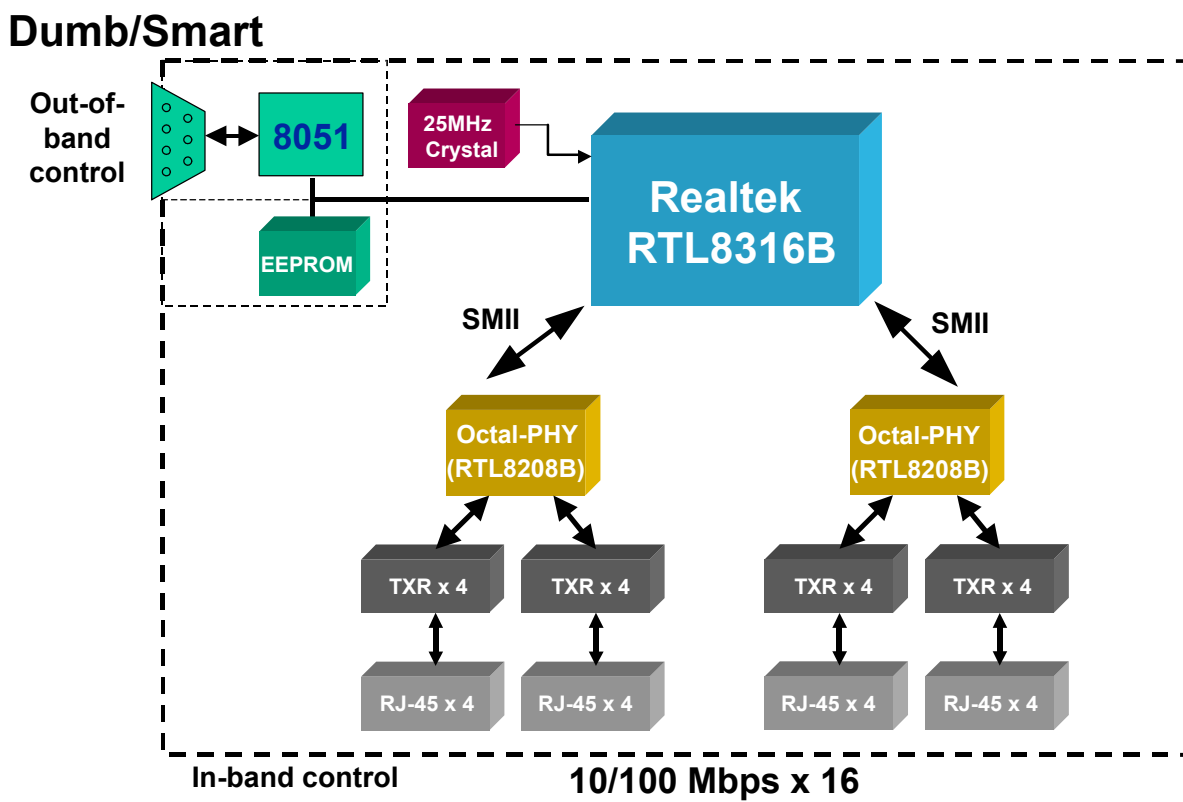 Dumb/Smart
Out-of-
band
control
8051
25MHz
Crystal
Realtek
RTL8316B
EEPROM
SMII
SMII
Octal-PHY
(RTL8208B)
Octal-PHY
(RTL8208B)
TXR x 4
TXR x 4
TXR x 4
TXR x 4
RJ-45 x 4
RJ-45 x 4
RJ-45 x 4
RJ-45 x 4
In-band control
10/100 Mbps x 16